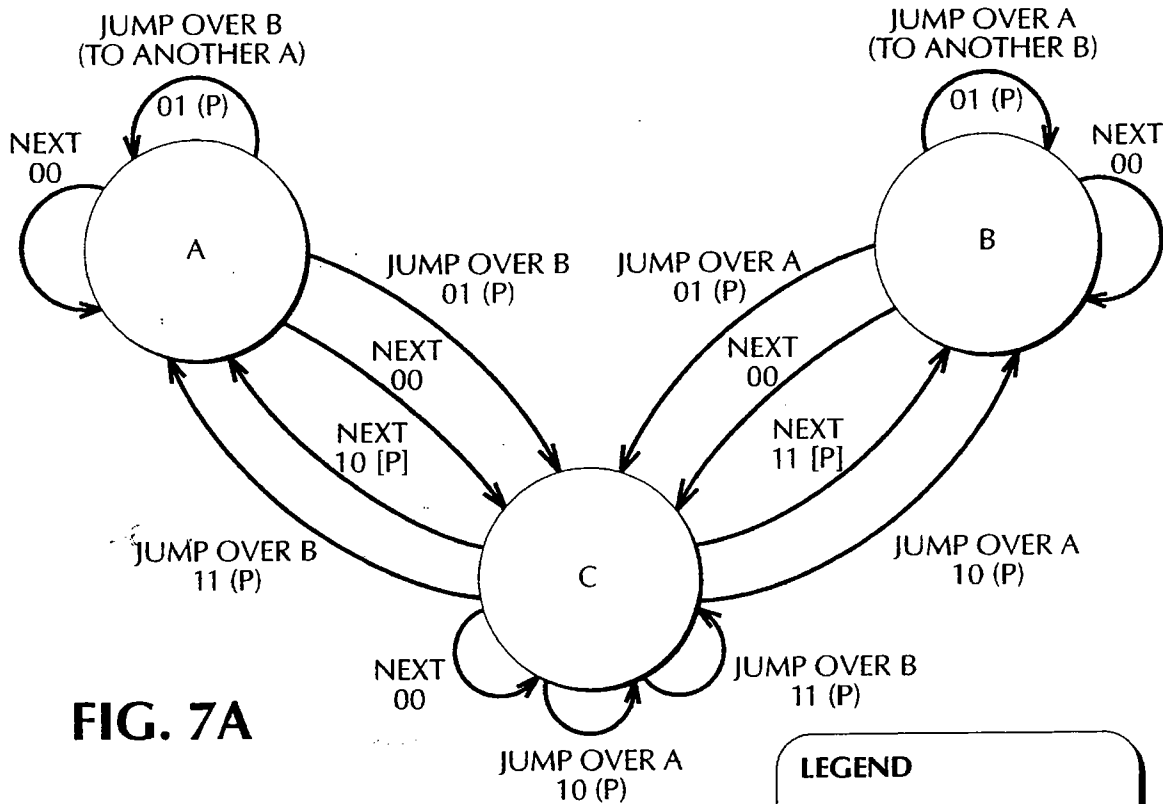 JUMP OVER B
(TO ANOTHER A)
01 (P)
NEXT
00
A
JUMP OVER A
(TO ANOTHER B)
01 (P)
NEXT
00
B
JUMP OVER B
01 (P)
NEXT
00
NEXT
10 [P]
JUMP OVER B
11 (P)
JUMP OVER A
01 (P)
NEXT
00
NEXT
11 [P]
JUMP OVER A
10 (P)
C
NEXT
00
JUMP OVER A
10 (P)
JUMP OVER B
11 (P)
FIG. 7A
LEGEND